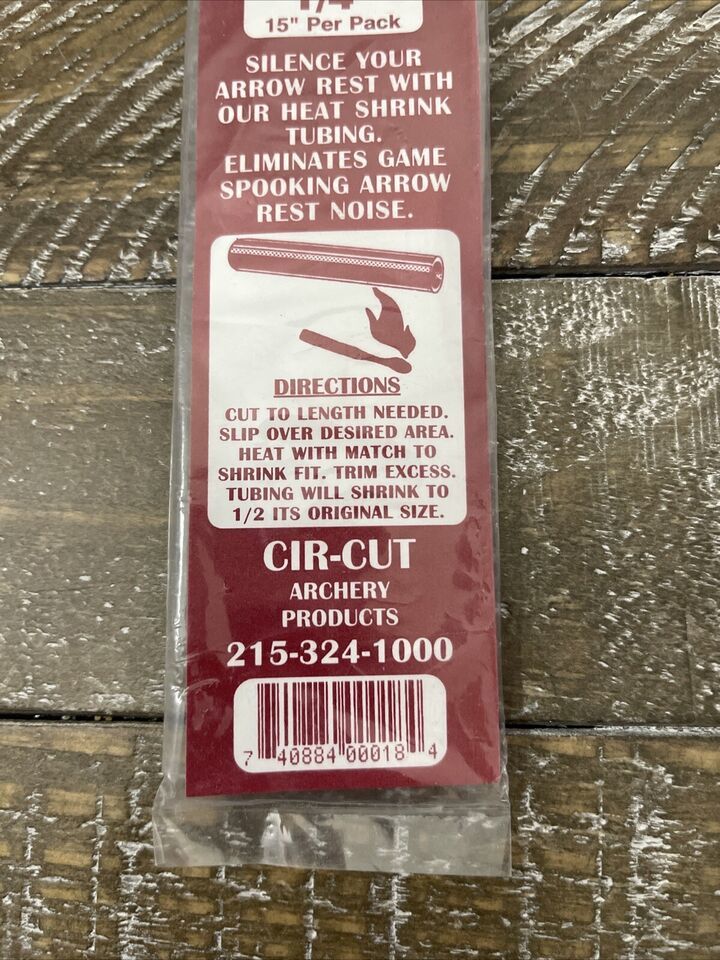 1/4"
15" Per Pack
SILENCE YOUR
ARROW REST WITH
OUR HEAT SHRINK
TUBING.
ELIMINATES GAME
SPOOKING ARROW
REST NOISE.
DIRECTIONS
CUT TO LENGTH NEEDED.
SLIP OVER DESIRED AREA.
HEAT WITH MATCH TO
SHRINK FIT. TRIM EXCESS.
TUBING WILL SHRINK TO
1/2 ITS ORIGINAL SIZE.
CIR-CUT
ARCHERY
PRODUCTS
215-324-1000
7 40884 00018 4